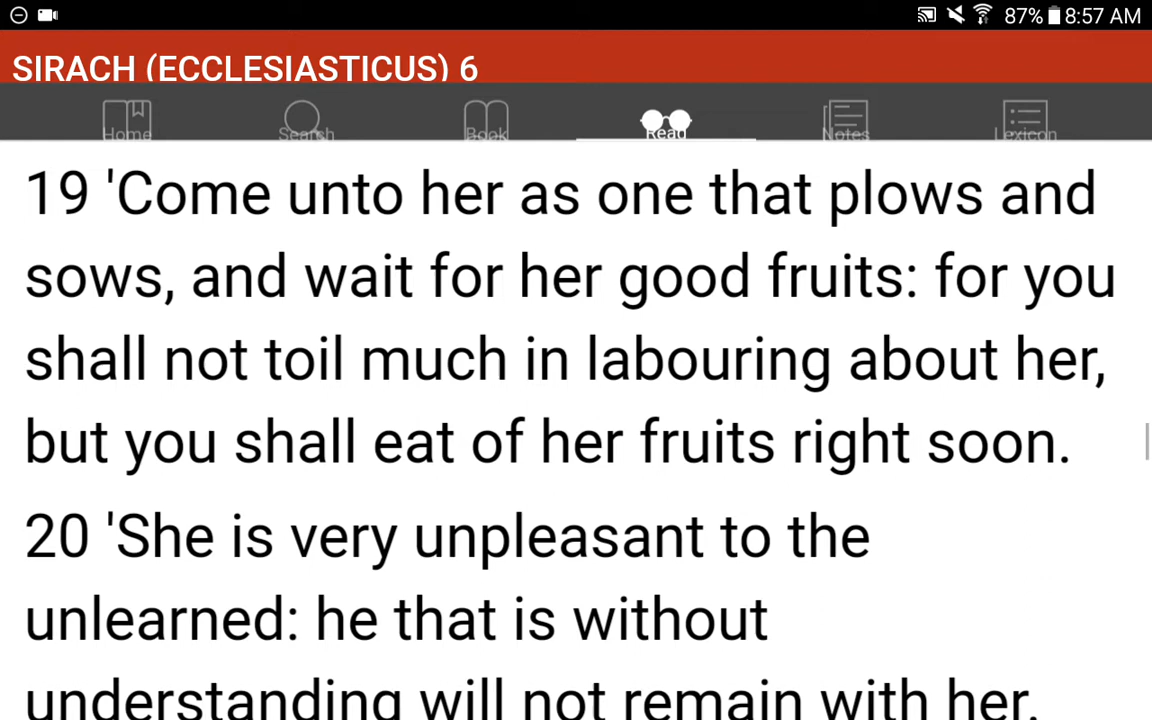 87% 8:57 AM
SIRACH (ECCLESIASTICUS) 6
Home Search Book Read Notes Lexicon
19 'Come unto her as one that plows and
sows, and wait for her good fruits: for you
shall not toil much in labouring about her,
but you shall eat of her fruits right soon.
20 'She is very unpleasant to the
unlearned: he that is without
understanding will not remain with her.